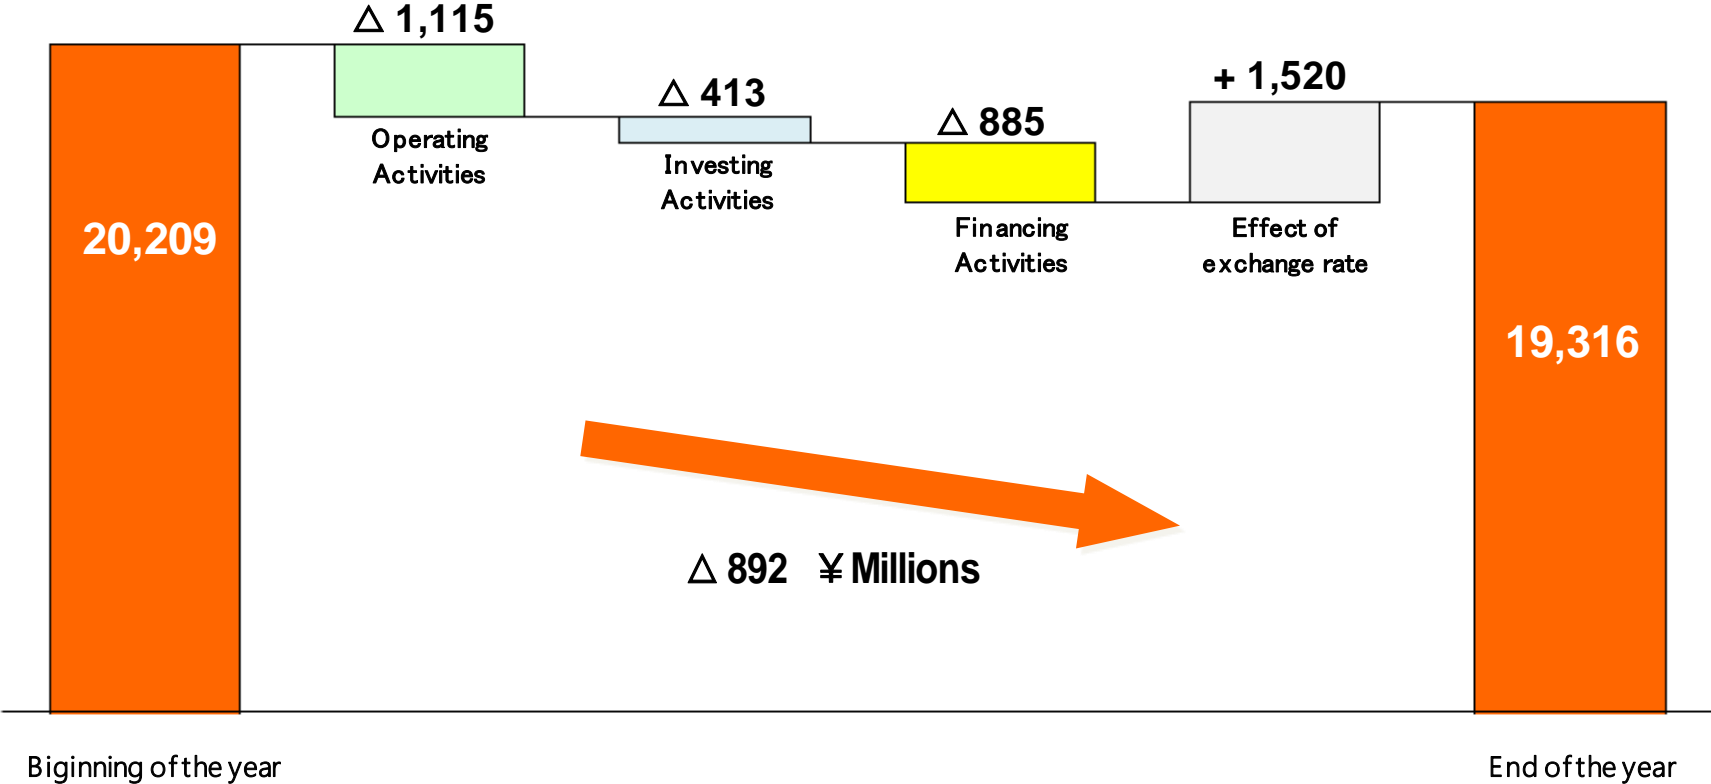 △ 1,115
Operating
Activities
△ 413
Investing
Activities
△ 885
Financing
Activities
+ 1,520
Effect of
exchange rate
20,209
19,316
△ 892 ¥ Millions
Biginning of the year
End of the year